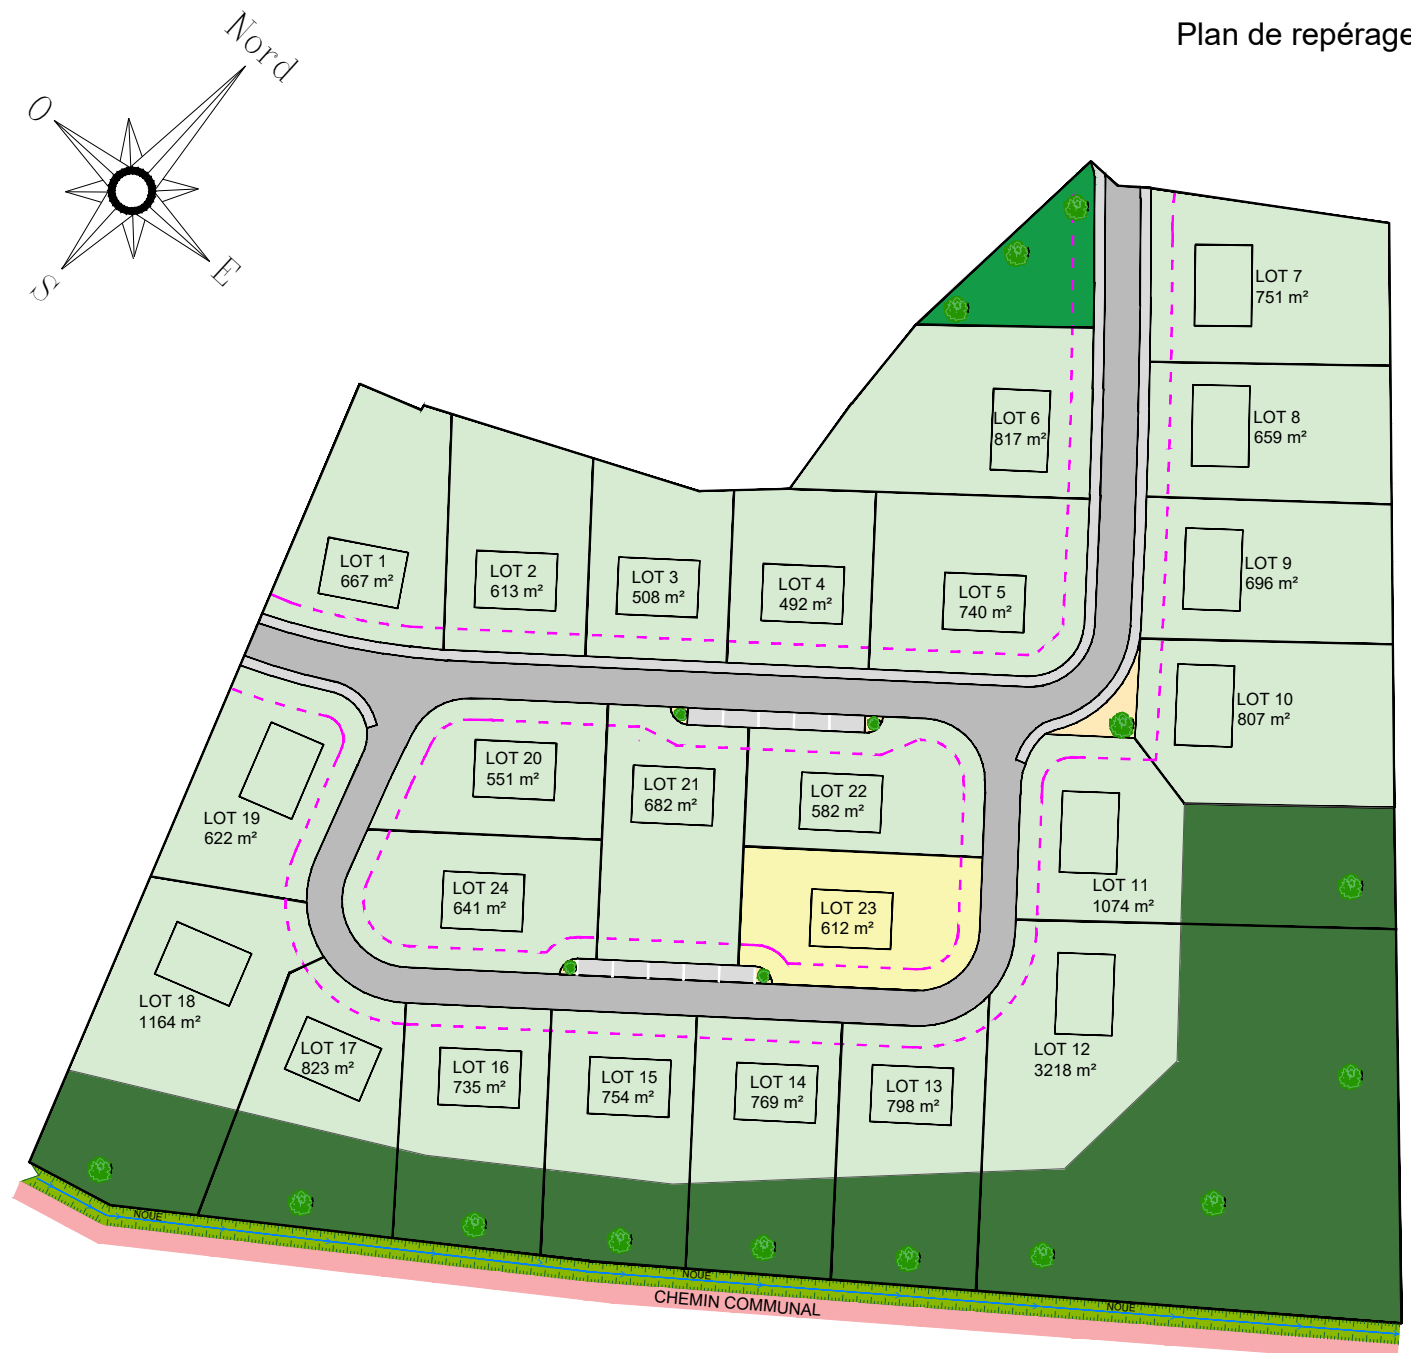 Plan de repérage
Nord
O
S
E
LOT 7
751 m²
LOT 6
817 m²
LOT 8
659 m²
LOT 9
696 m²
LOT 1
667 m²
LOT 2
613 m²
LOT 3
508 m²
LOT 4
492 m²
LOT 5
740 m²
LOT 10
807 m²
LOT 20
551 m²
LOT 21
682 m²
LOT 22
582 m²
LOT 19
622 m²
LOT 24
641 m²
LOT 23
612 m²
LOT 11
1074 m²
LOT 18
1164 m²
LOT 17
823 m²
LOT 16
735 m²
LOT 15
754 m²
LOT 14
769 m²
LOT 13
798 m²
LOT 12
3218 m²
NOUE
NOUE
NOUE
CHEMIN COMMUNAL